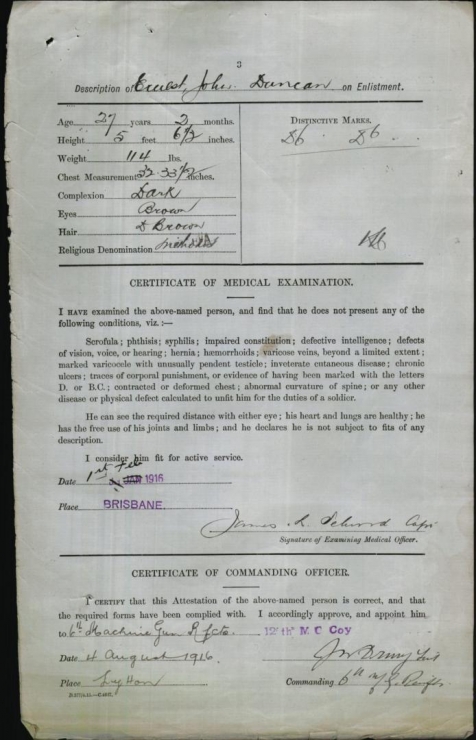 3
Description of Ernest John Duncan on Enlistment.
Age 27 years 2 months.
Height 5 feet 6½ inches.
Weight 114 lbs.
Chest Measurement 32-33½ inches.
Complexion Dark
Eyes Brown
Hair D Brown
Religious Denomination
DISTINCTIVE MARKS.
CERTIFICATE OF MEDICAL EXAMINATION.
I HAVE examined the above-named person, and find that he does not present any of the
following conditions, viz.:—
Scrofula; phthisis; syphilis; impaired constitution; defective intelligence; defects
of vision, voice, or hearing; hernia; hæmorrhoids; varicose veins, beyond a limited extent;
marked varicocele with unusually pendent testicle; inveterate cutaneous disease; chronic
ulcers; traces of corporal punishment, or evidence of having been marked with the letters
D. or B.C.; contracted or deformed chest; abnormal curvature of spine; or any other
disease or physical defect calculated to unfit him for the duties of a soldier.
He can see the required distance with either eye; his heart and lungs are healthy; he
has the free use of his joints and limbs; and he declares he is not subject to fits of any
description.
I consider him fit for active service.
1st Feb
Date JAN 1916
Place BRISBANE.
James Capt
Signature of Examining Medical Officer.
CERTIFICATE OF COMMANDING OFFICER.
I CERTIFY that this Attestation of the above-named person is correct, and that
the required forms have been complied with. I accordingly approve, and appoint him
to 6th Machine Gun R fcts. 12th M G Coy
Date 4 August 1916.
Place Lytton
Commanding 6th